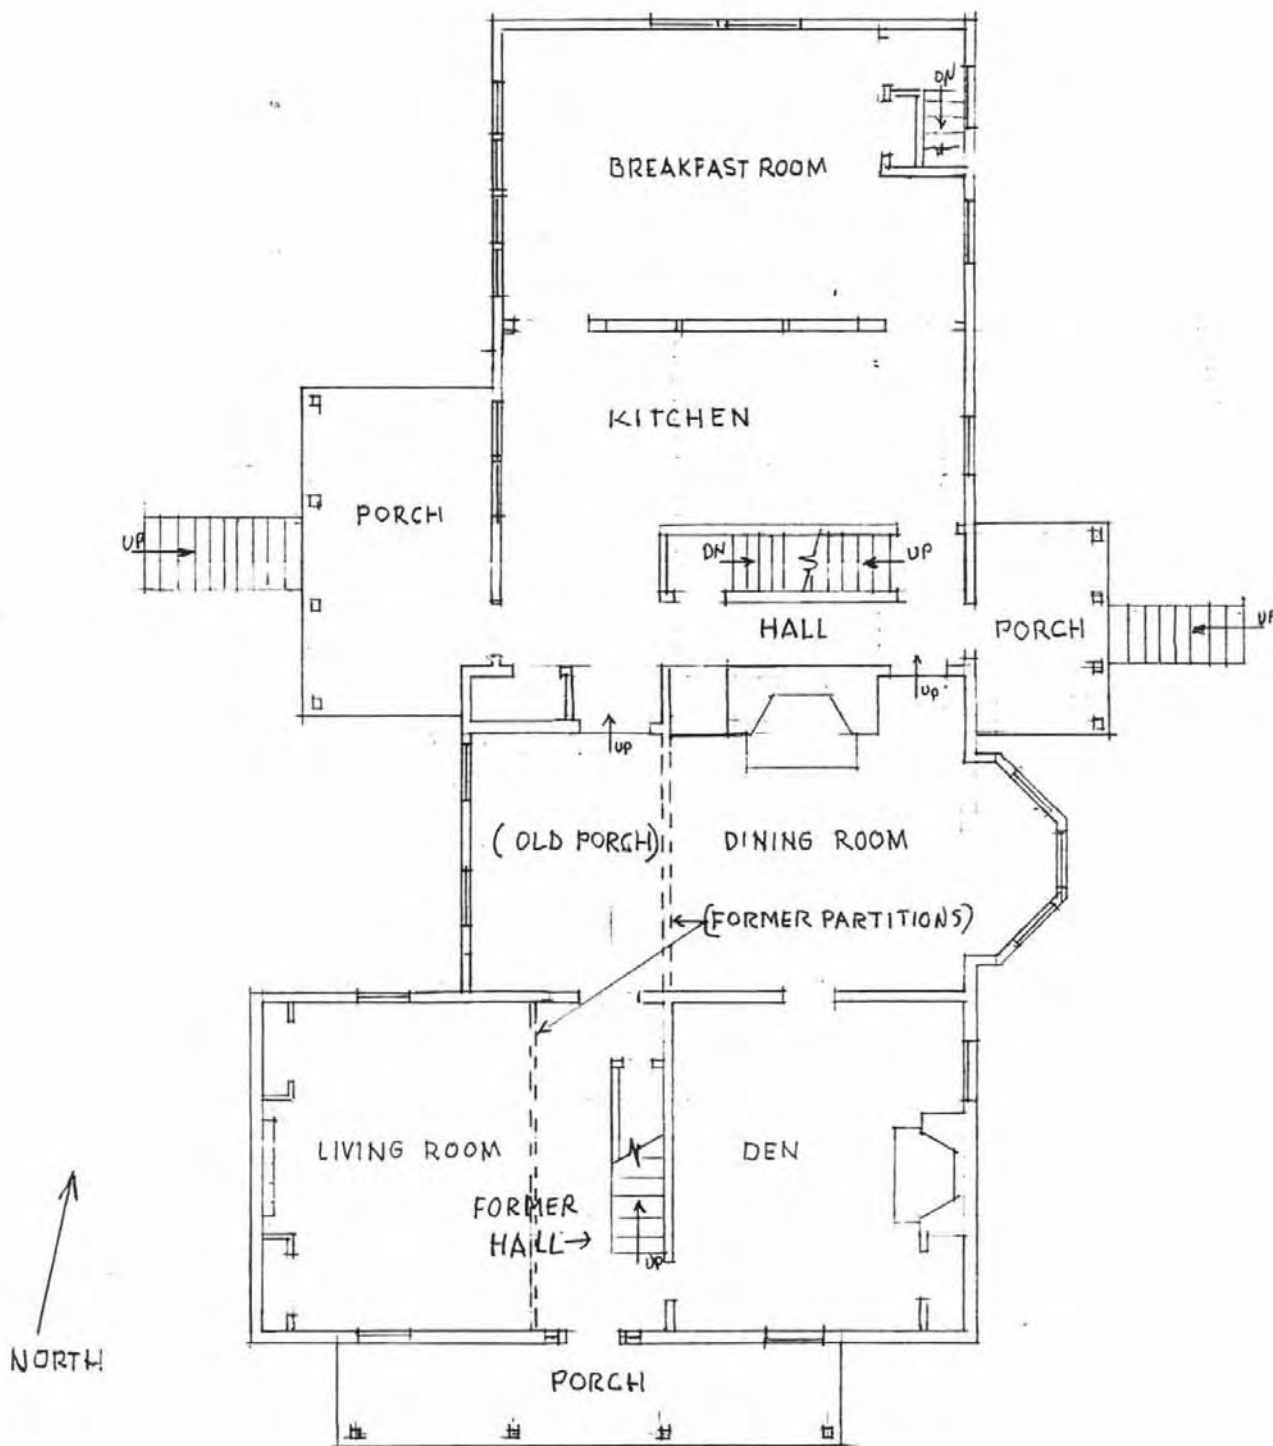 DN
BREAKFAST ROOM
KITCHEN
PORCH
UP
DN
UP
HALL
PORCH
UP
UP
UP
(OLD PORCH)
DINING ROOM
(FORMER PARTITIONS)
LIVING ROOM
DEN
FORMER
HALL→
UP
NORTH
PORCH